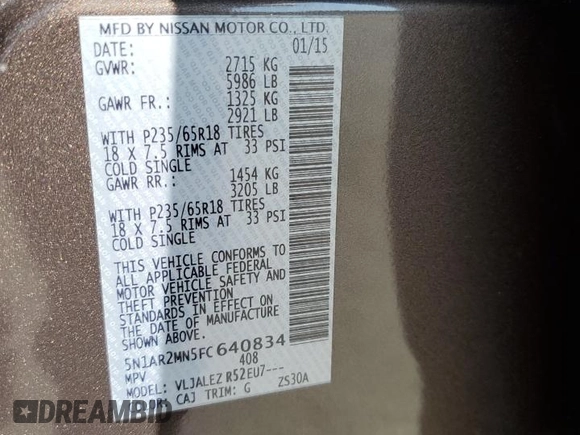 MFD BY NISSAN MOTOR CO., LTD.
DATE: 01/15
GVWR: 2715 KG
5986 LB
GAWR FR.: 1325 KG
2921 LB
WITH P235/65R18 TIRES
18 X 7.5 RIMS AT 33 PSI
COLD SINGLE
GAWR RR.: 1454 KG
3205 LB
WITH P235/65R18 TIRES
18 X 7.5 RIMS AT 33 PSI
COLD SINGLE
THIS VEHICLE CONFORMS TO
ALL APPLICABLE FEDERAL
MOTOR VEHICLE SAFETY AND
THEFT PREVENTION
STANDARDS IN EFFECT ON
THE DATE OF MANUFACTURE
SHOWN ABOVE.
5N1AR2MN5FC640834
MPV 408
MODEL: VLJALEZ R52EU7---
CAJ TRIM: G ZS30A
DREAMBID